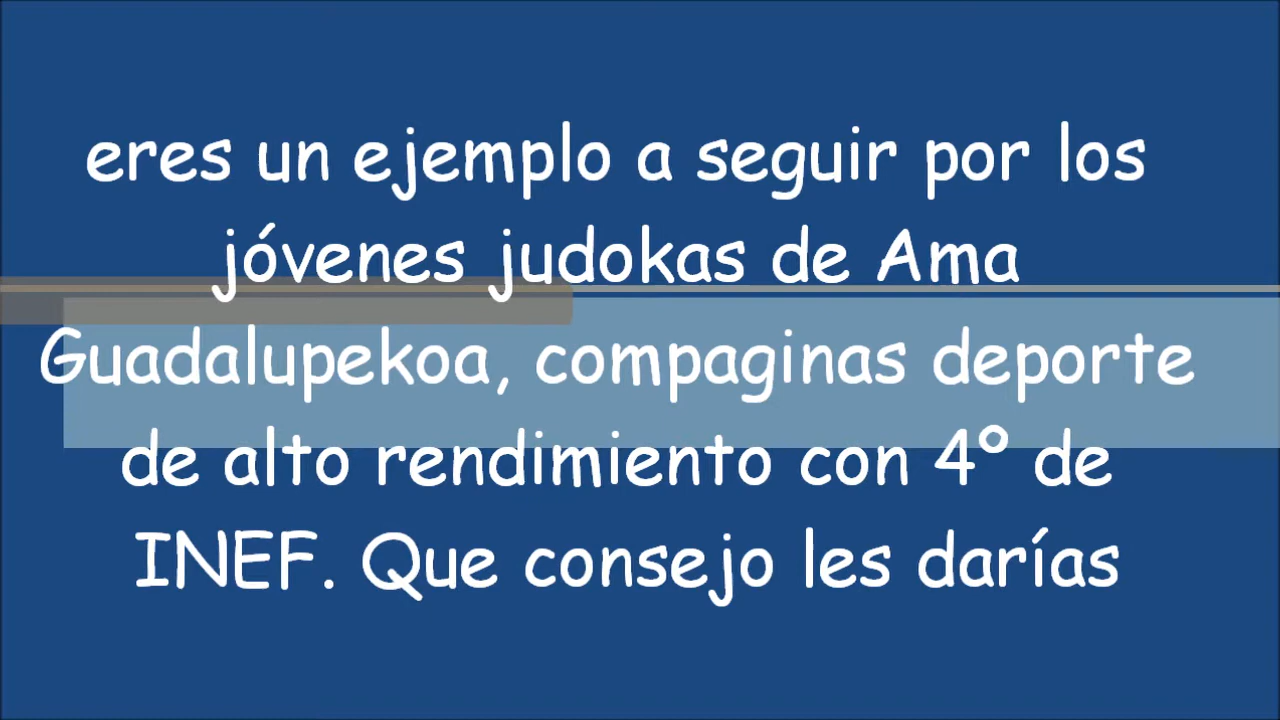 eres un ejemplo a seguir por los
jóvenes judokas de Ama
Guadalupekoa, compaginas deporte
de alto rendimiento con 4º de
INEF. Que consejo les darías